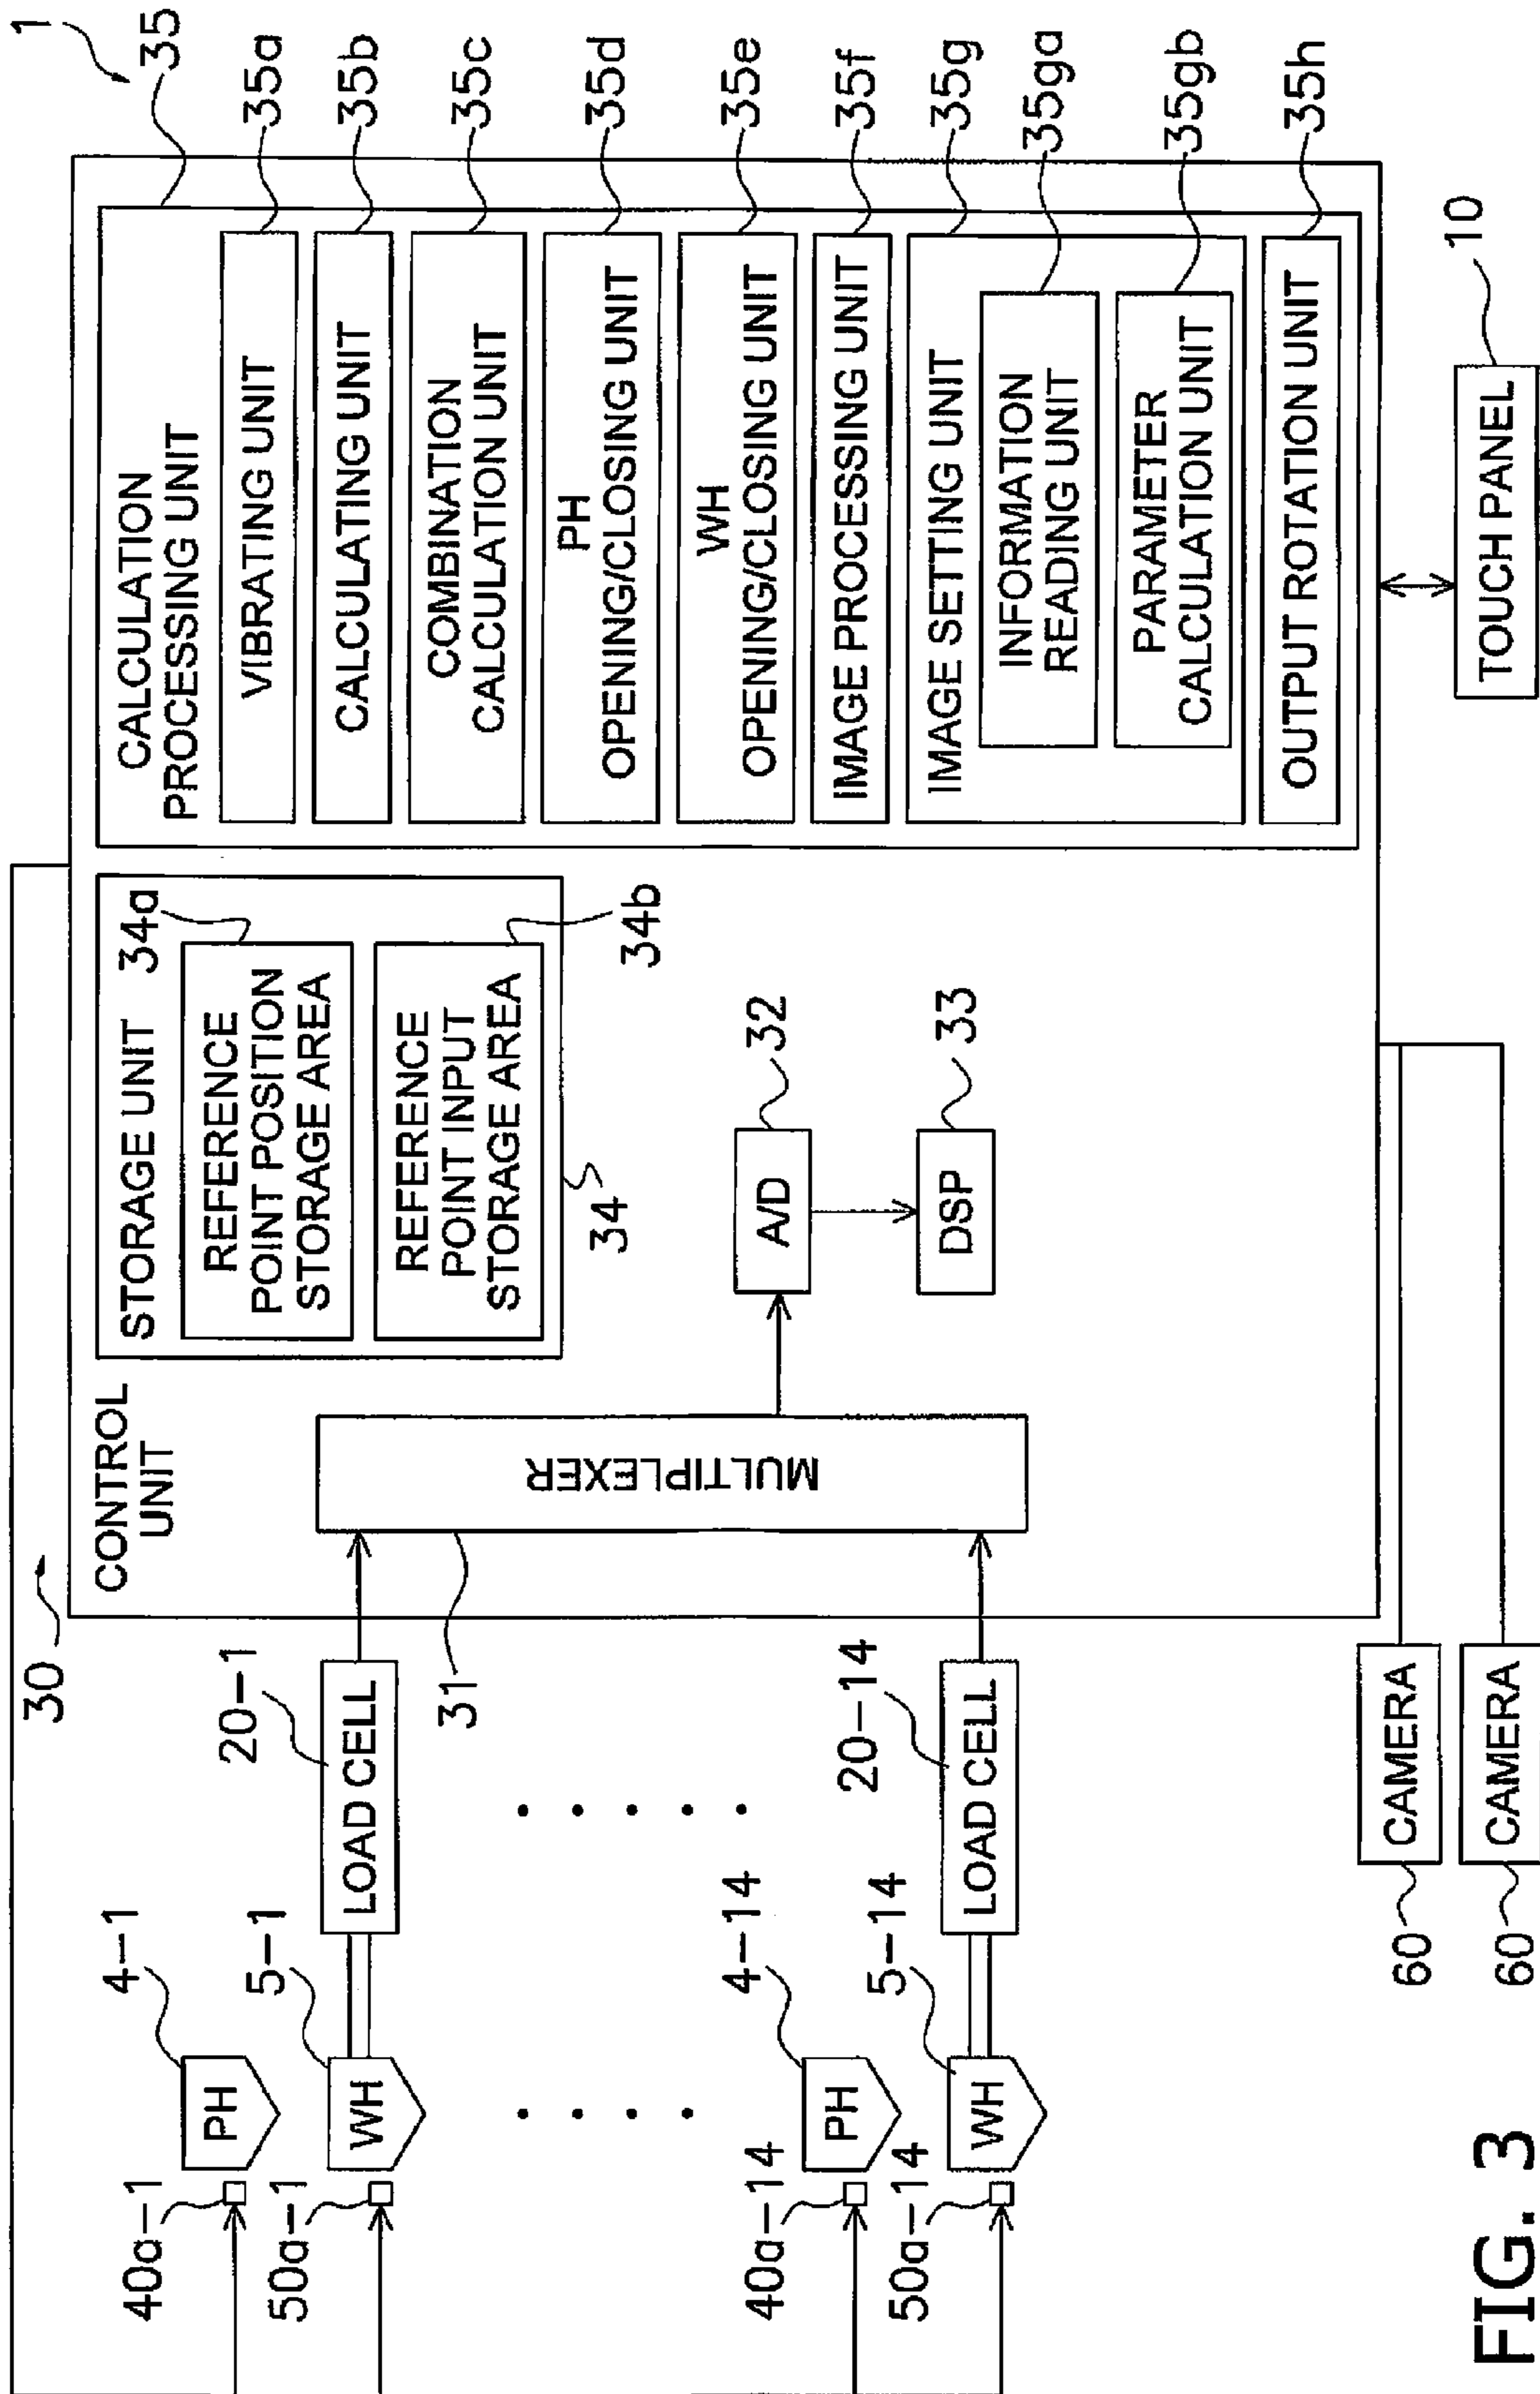 1
30
CONTROL
UNIT
STORAGE UNIT
34a
REFERENCE
POINT POSITION
STORAGE AREA
REFERENCE
POINT INPUT
STORAGE AREA
34b
34
CALCULATION
PROCESSING UNIT
35
VIBRATING UNIT
35a
CALCULATING UNIT
35b
COMBINATION
CALCULATION UNIT
35c
PH
OPENING/CLOSING UNIT
35d
WH
OPENING/CLOSING UNIT
35e
IMAGE PROCESSING UNIT
35f
IMAGE SETTING UNIT
35g
INFORMATION
READING UNIT
35ga
PARAMETER
CALCULATION UNIT
35gb
OUTPUT ROTATION UNIT
35h
40a-1
PH
4-1
50a-1
WH
5-1
LOAD CELL
20-1
31
MULTIPLEXER
A/D
32
DSP
33
40a-14
PH
4-14
50a-14
WH
5-14
LOAD CELL
20-14
60
CAMERA
60
CAMERA
TOUCH PANEL
10
FIG. 3